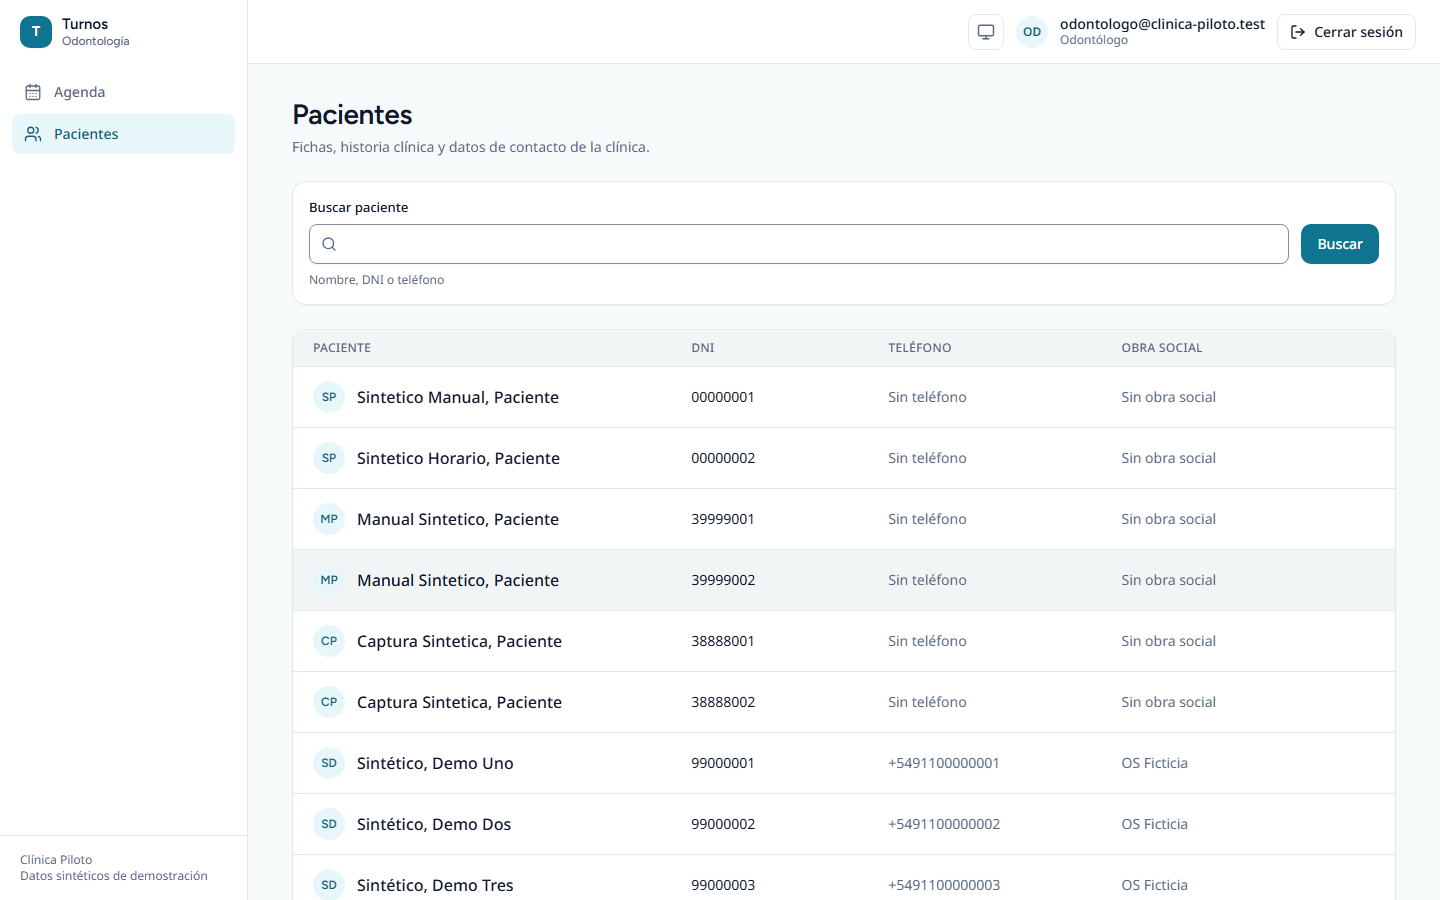 T
Turnos
Odontología
Agenda
Pacientes
Clínica Piloto
Datos sintéticos de demostración
OD
odontologo@clinica-piloto.test
Odontólogo
Cerrar sesión
Pacientes
Fichas, historia clínica y datos de contacto de la clínica.
Buscar paciente
Buscar
Nombre, DNI o teléfono
PACIENTE DNI TELÉFONO OBRA SOCIAL
SP Sintetico Manual, Paciente 00000001 Sin teléfono Sin obra social
SP Sintetico Horario, Paciente 00000002 Sin teléfono Sin obra social
MP Manual Sintetico, Paciente 39999001 Sin teléfono Sin obra social
MP Manual Sintetico, Paciente 39999002 Sin teléfono Sin obra social
CP Captura Sintetica, Paciente 38888001 Sin teléfono Sin obra social
CP Captura Sintetica, Paciente 38888002 Sin teléfono Sin obra social
SD Sintético, Demo Uno 99000001 +5491100000001 OS Ficticia
SD Sintético, Demo Dos 99000002 +5491100000002 OS Ficticia
SD Sintético, Demo Tres 99000003 +5491100000003 OS Ficticia